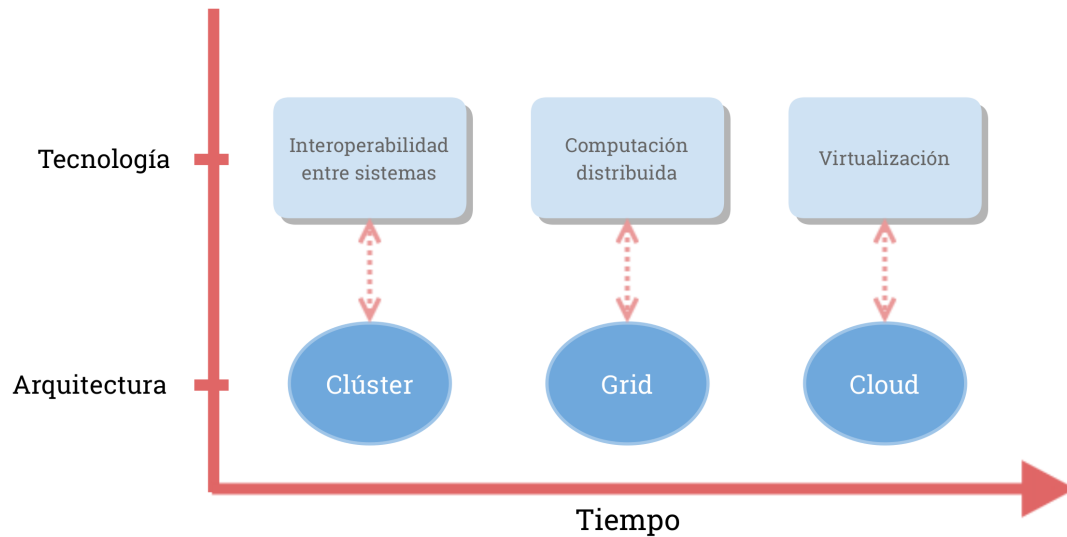 Tecnología
Interoperabilidad
entre sistemas
Computación
distribuida
Virtualización
Arquitectura
Clúster
Grid
Cloud
Tiempo